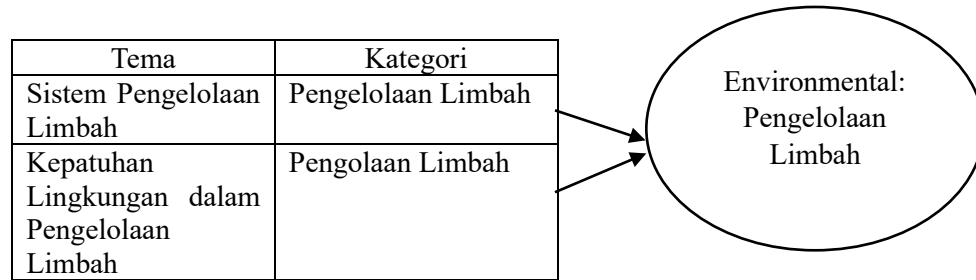 Tema Kategori
Sistem Pengelolaan Pengelolaan Limbah
Limbah
Kepatuhan Pengolaan Limbah
Lingkungan dalam
Pengelolaan
Limbah
Environmental:
Pengelolaan
Limbah